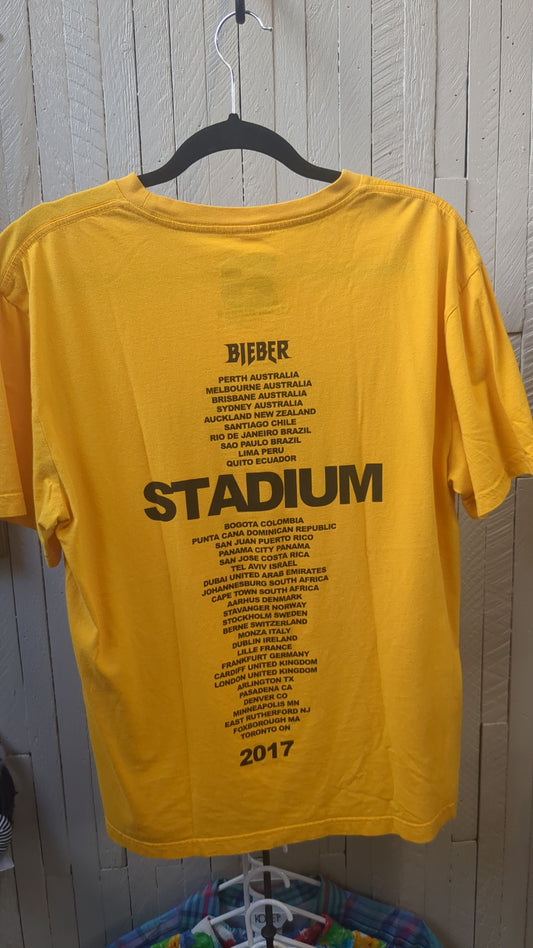 BIEBER
PERTH AUSTRALIA
MELBOURNE AUSTRALIA
BRISBANE AUSTRALIA
SYDNEY AUSTRALIA
AUCKLAND NEW ZEALAND
SANTIAGO CHILE
RIO DE JANEIRO BRAZIL
SAO PAULO BRAZIL
LIMA PERU
QUITO ECUADOR
STADIUM
BOGOTA COLOMBIA
PUNTA CANA DOMINICAN REPUBLIC
SAN JUAN PUERTO RICO
PANAMA CITY PANAMA
SAN JOSE COSTA RICA
TEL AVIV ISRAEL
DUBAI UNITED ARAB EMIRATES
JOHANNESBURG SOUTH AFRICA
CAPE TOWN SOUTH AFRICA
AARHUS DENMARK
STAVANGER NORWAY
STOCKHOLM SWEDEN
BERNE SWITZERLAND
MONZA ITALY
DUBLIN IRELAND
LILLE FRANCE
FRANKFURT GERMANY
CARDIFF UNITED KINGDOM
LONDON UNITED KINGDOM
ARLINGTON TX
PASADENA CA
DENVER CO
MINNEAPOLIS MN
EAST RUTHERFORD NJ
FOXBOROUGH MA
TORONTO ON
2017